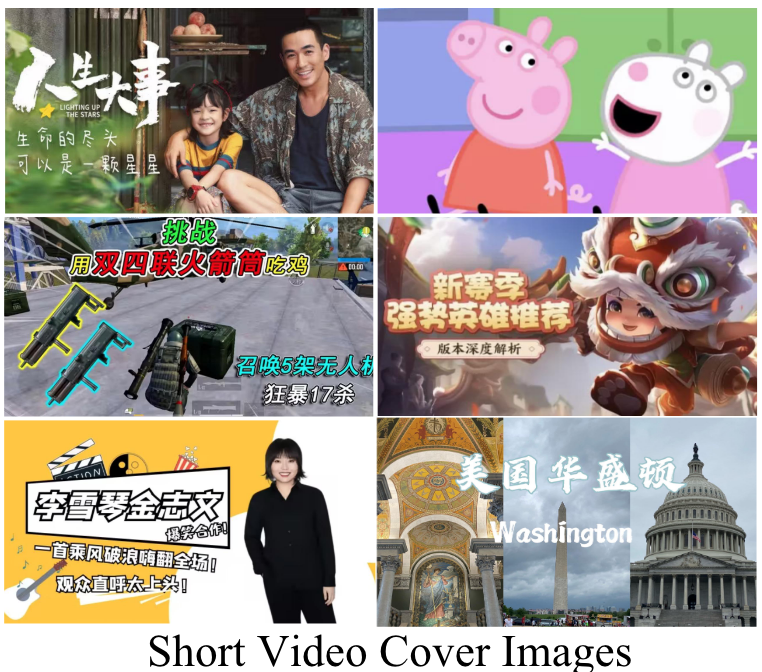 人生大事
LIGHTING UP
THE STARS
生命的尽头
可以是一颗星星
挑战
用双四联火箭筒吃鸡
00:00
召唤5架无人机
狂暴17杀
新赛季
强势英雄推荐
版本深度解析
ACTION
李雪琴金志文
爆笑合作!
一首乘风破浪嗨翻全场!
观众直呼太上头!
美国华盛顿
Washington
Short Video Cover Images